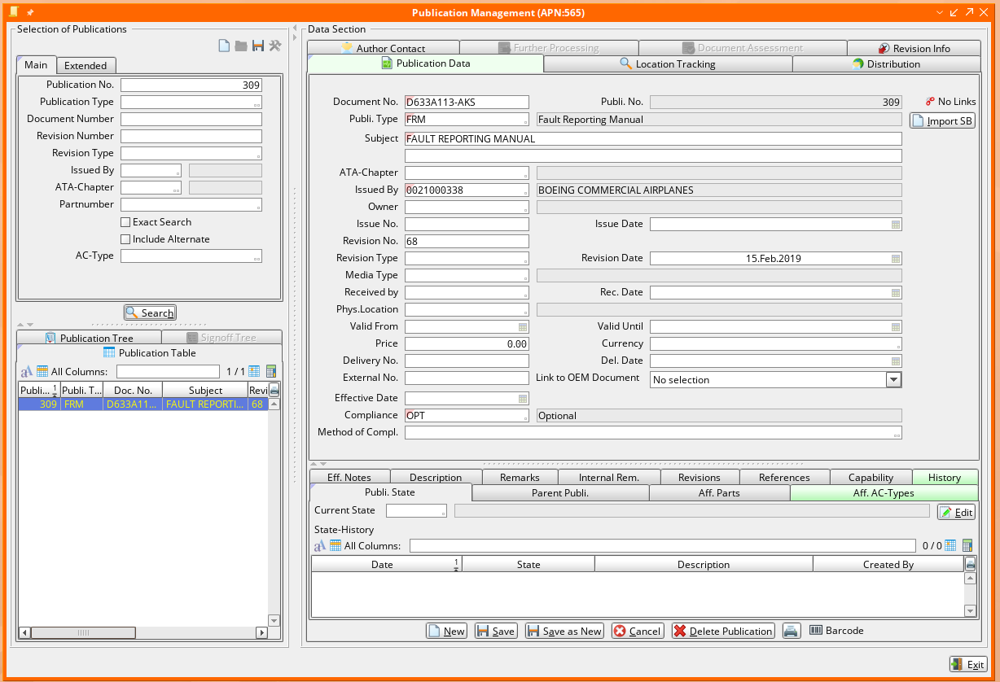 Publication Management (APN:565)
Selection of Publications
Main Extended
Publication No. 309
Publication Type
Document Number
Revision Number
Revision Type
Issued By
ATA-Chapter
Partnumber
Exact Search
Include Alternate
AC-Type
Search
Publication Tree Signoff Tree
Publication Table
All Columns: 1 / 1
Publi... 1 Publi. T... Doc. No. Subject Revi
309 FRM D633A11... FAULT REPORTI... 68
Data Section
Author Contact Further Processing Document Assessment Revision Info
Publication Data Location Tracking Distribution
Document No. D633A113-AKS Publi. No. 309 No Links
Publi. Type FRM Fault Reporting Manual Import SB
Subject FAULT REPORTING MANUAL
ATA-Chapter
Issued By 0021000338 BOEING COMMERCIAL AIRPLANES
Owner
Issue No. Issue Date
Revision No. 68
Revision Type Revision Date 15.Feb.2019
Media Type
Received by Rec. Date
Phys.Location
Valid From Valid Until
Price 0.00 Currency
Delivery No. Del. Date
External No. Link to OEM Document No selection
Effective Date
Compliance OPT Optional
Method of Compl.
Eff. Notes Description Remarks Internal Rem. Revisions References Capability History
Publi. State Parent Publi. Aff. Parts Aff. AC-Types
Current State Edit
State-History
All Columns: 0 / 0
Date 1 State Description Created By
New Save Save as New Cancel Delete Publication Barcode
Exit